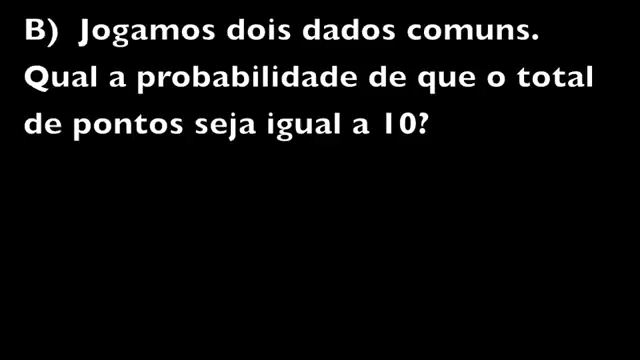 B) Jogamos dois dados comuns.
Qual a probabilidade de que o total
de pontos seja igual a 10?